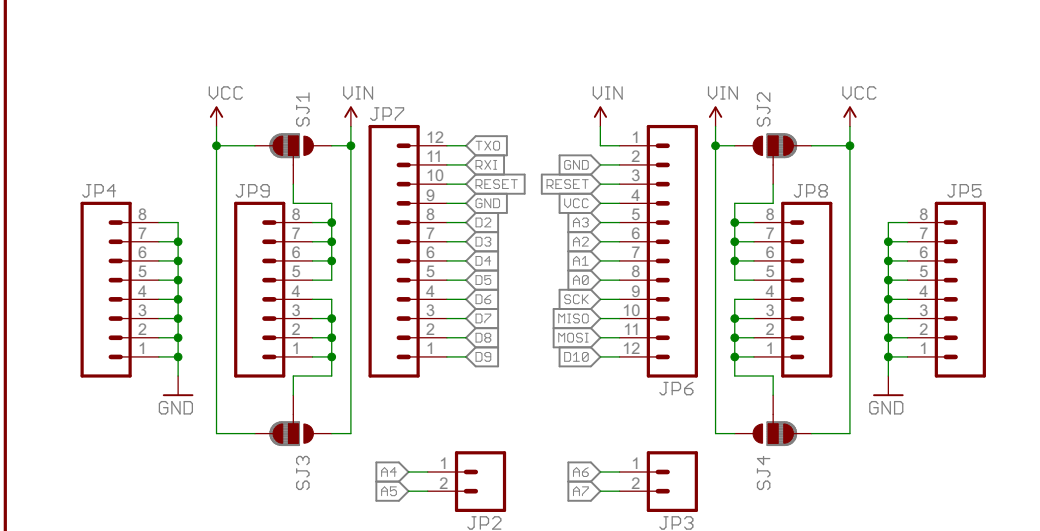 VCC SJ1 VIN VIN VIN SJ2 VCC
JP7
12 TXO 1
11 RXI GND 2
JP4 JP9 10 RESET RESET 3 JP8 JP5
9 GND VCC 4
8 8 8 D2 A3 5 8 8
7 7 7 D3 A2 6 7 7
6 6 6 D4 A1 7 6 6
5 5 5 D5 A0 8 5 5
4 4 4 D6 SCK 9 4 4
3 3 3 D7 MISO 10 3 3
2 2 2 D8 MOSI 11 2 2
1 1 1 D9 D10 12 1 1
JP6
GND GND
SJ3 A4 1 A6 1 SJ4
A5 2 A7 2
JP2 JP3